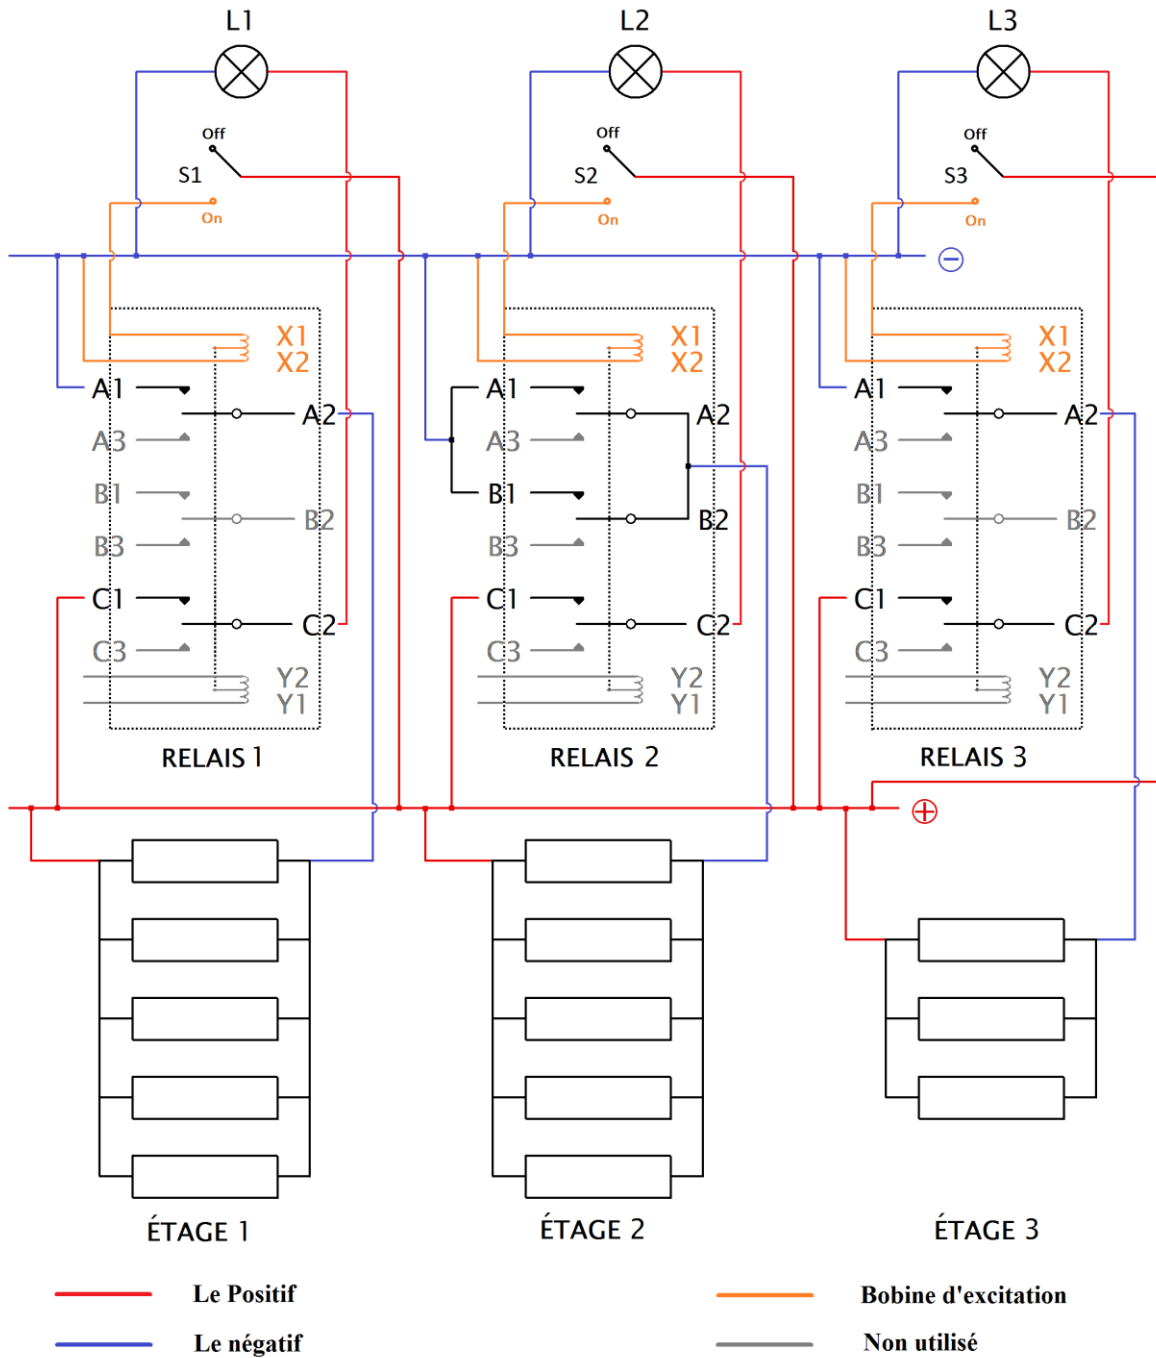 L1 L2 L3
Off Off Off
S1 S2 S3
On On On
X1 X1 X1
X2 X2 X2
A1 A2 A1 A2 A1 A2
A3 A3 A3
B1 B1 B1
B2 B2 B2
B3 B3 B3
C1 C2 C1 C2 C1 C2
C3 C3 C3
Y2 Y2 Y2
Y1 Y1 Y1
RELAIS 1 RELAIS 2 RELAIS 3
ÉTAGE 1 ÉTAGE 2 ÉTAGE 3
Le Positif Bobine d'excitation
Le négatif Non utilisé